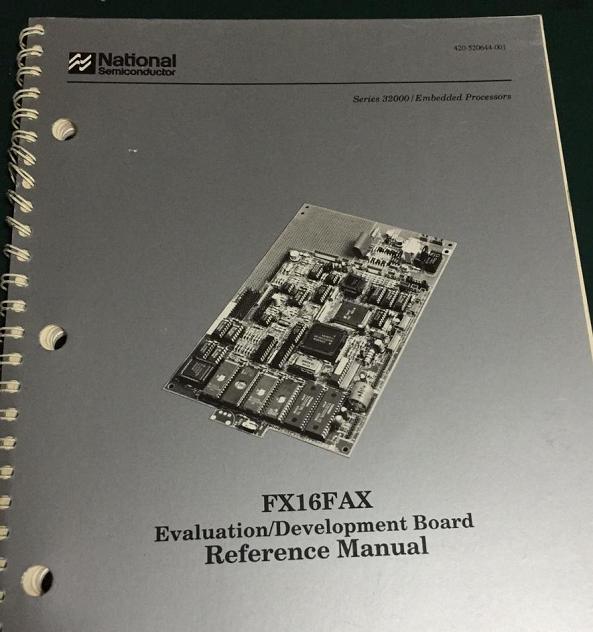 National
Semiconductor
420-520644-001
Series 32000/Embedded Processors
FX16FAX
Evaluation/Development Board
Reference Manual